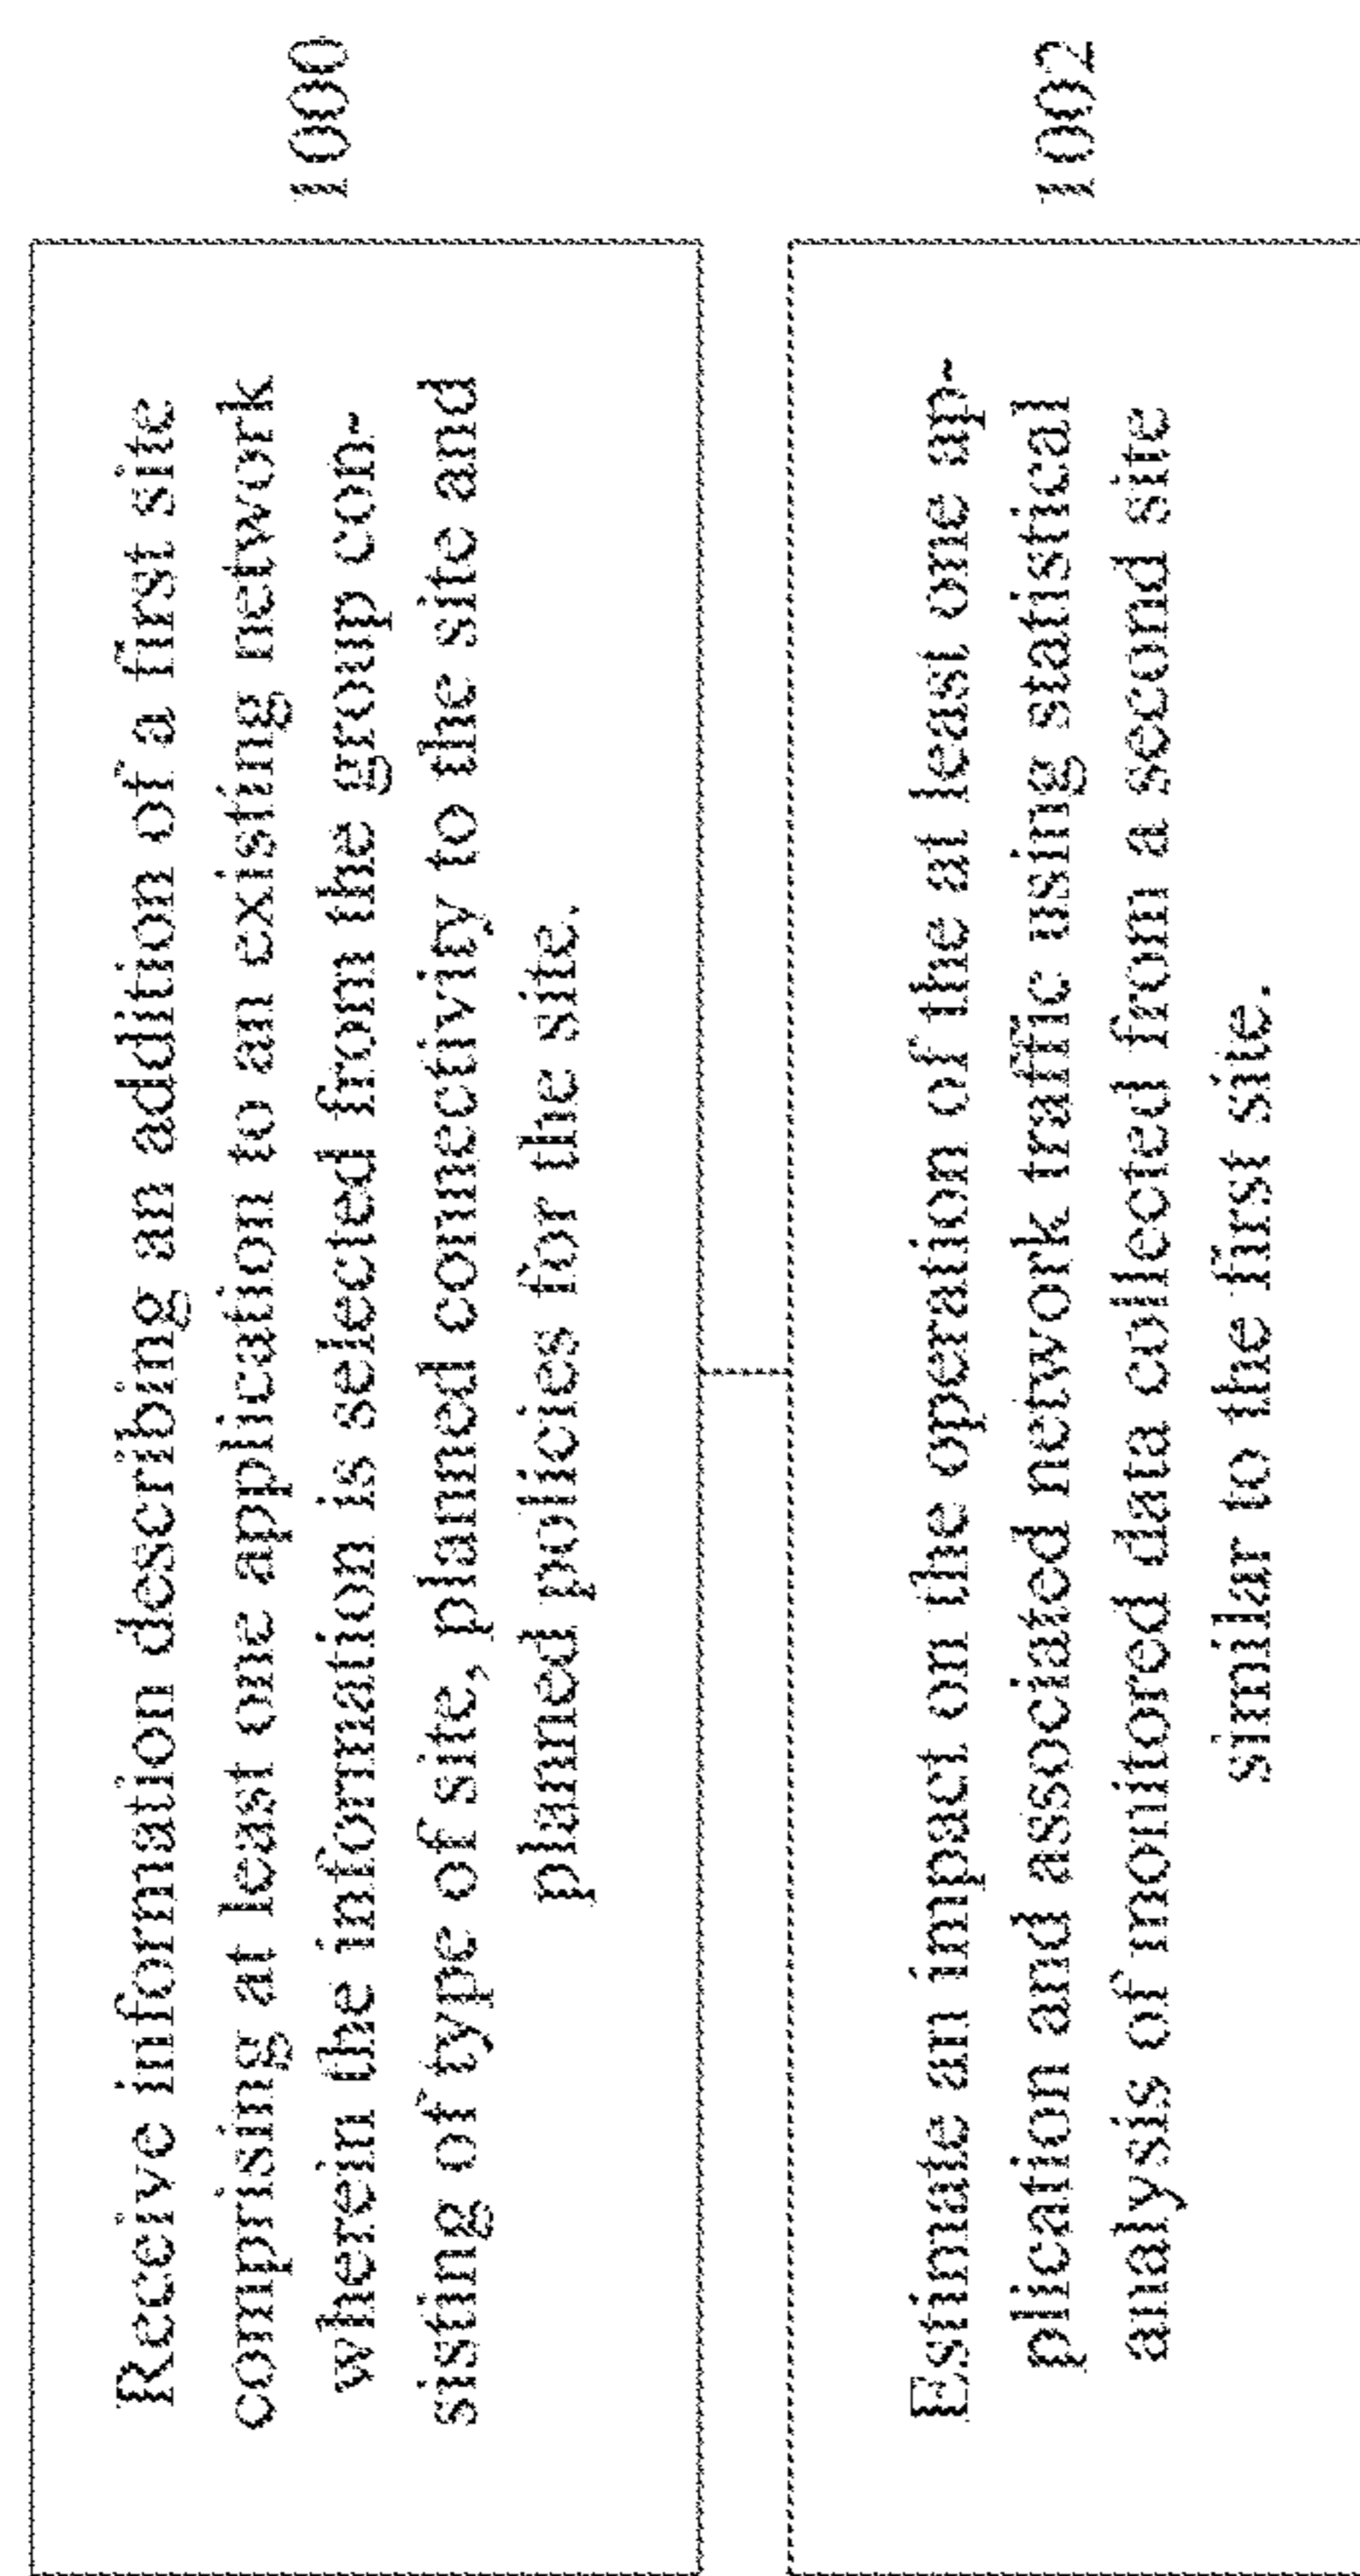 Receive information describing an addition of a first site
comprising at least one application to an existing network
wherein the information is selected from the group con-
sisting of type of site, planned connectivity to the site and
planned policies for the site.
1000
Estimate an impact on the operation of the at least one ap-
plication and associated network traffic using statistical
analysis of monitored data collected from a second site
similar to the first site.
1002